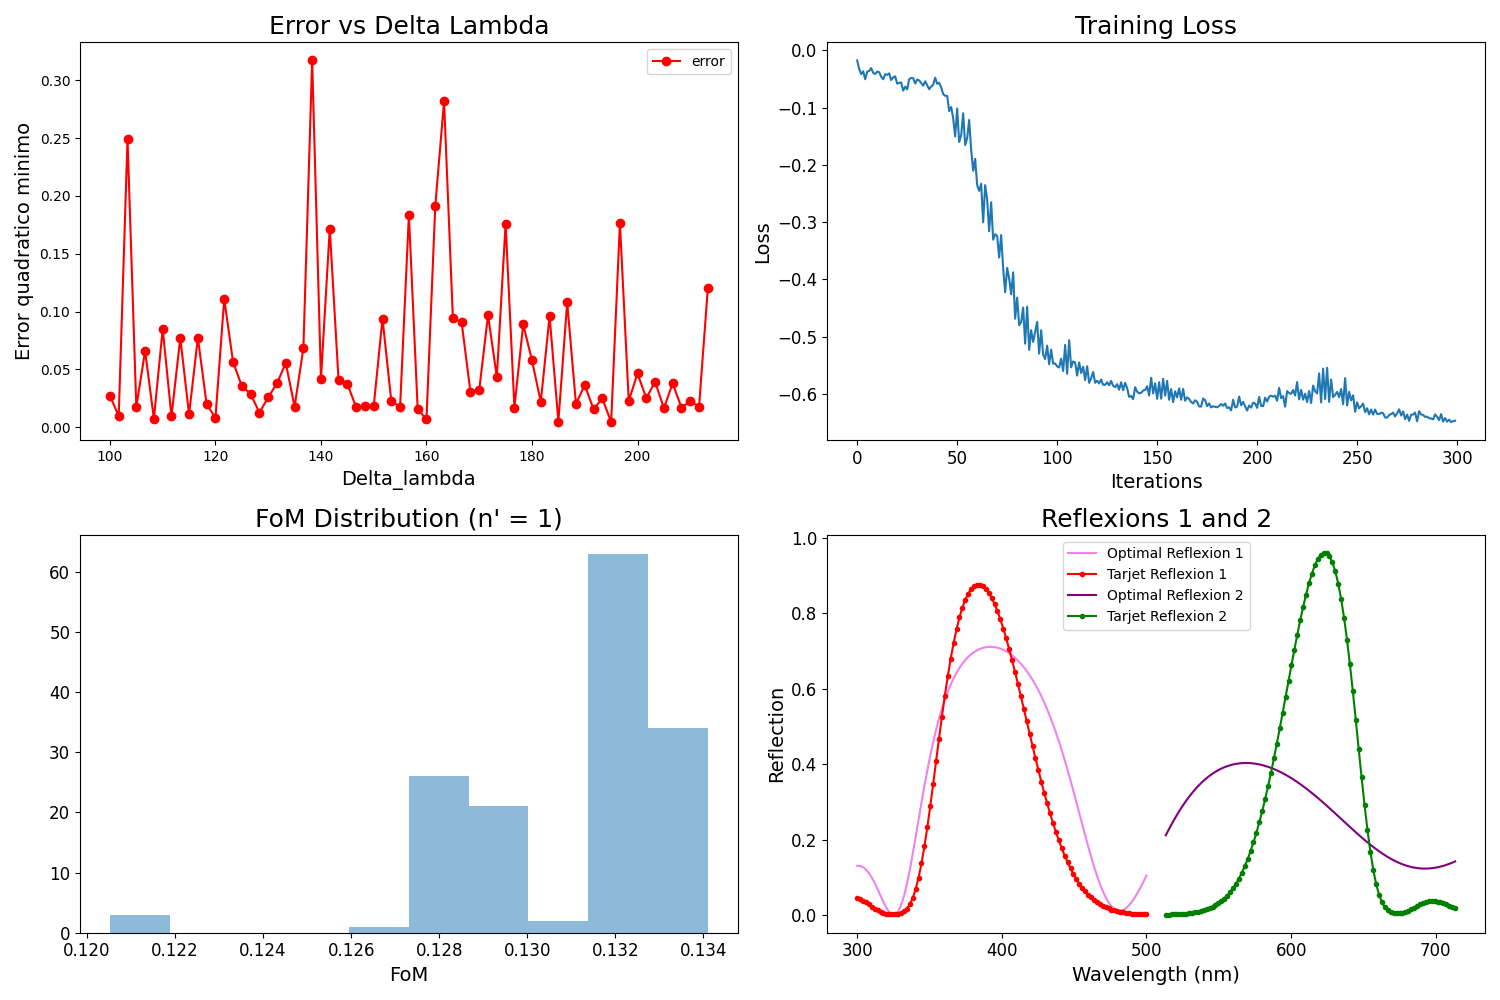 Error vs Delta Lambda
error
Error quadratico minimo
0.30
0.25
0.20
0.15
0.10
0.05
0.00
100 120 140 160 180 200
Delta_lambda
Training Loss
Loss
0.0
−0.1
−0.2
−0.3
−0.4
−0.5
−0.6
0 50 100 150 200 250 300
Iterations
FoM Distribution (n' = 1)
60
50
40
30
20
10
0
0.120 0.122 0.124 0.126 0.128 0.130 0.132 0.134
FoM
Reflexions 1 and 2
Optimal Reflexion 1
Tarjet Reflexion 1
Optimal Reflexion 2
Tarjet Reflexion 2
Reflection
1.0
0.8
0.6
0.4
0.2
0.0
300 400 500 600 700
Wavelength (nm)